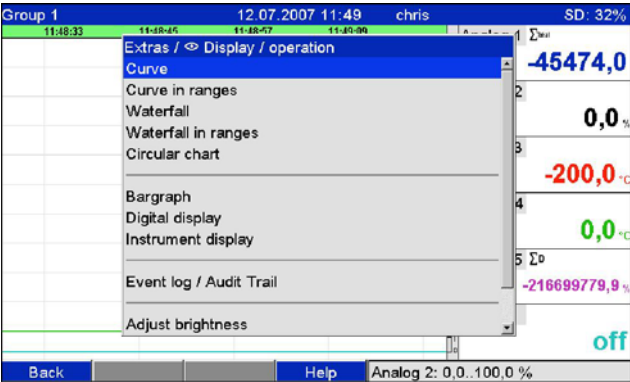 Group 1 12.07.2007 11:49 chris SD: 32%
11:48:33 11:48:45 11:48:57 11:49:09
Extras / Display / operation
Curve
Curve in ranges
Waterfall
Waterfall in ranges
Circular chart
Bargraph
Digital display
Instrument display
Event log / Audit Trail
Adjust brightness
1 Σ
-45474,0
2
0,0 %
3
-200,0 °C
4
0,0 °C
5 ΣD
-216699779,9 %
off
Back Help Analog 2: 0,0..100,0 %